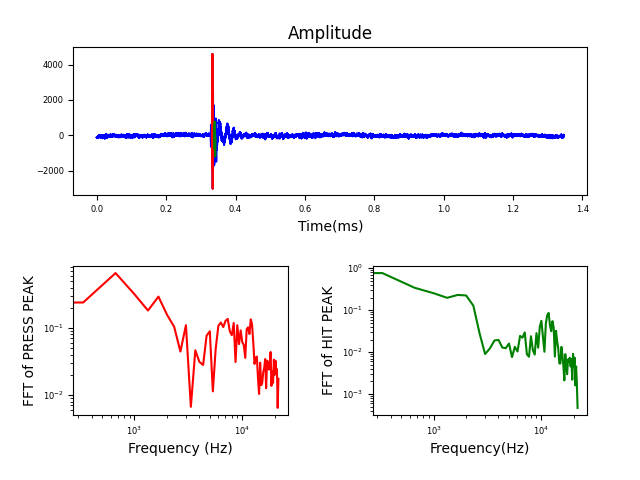 Amplitude
4000
2000
0
−2000
0.0 0.2 0.4 0.6 0.8 1.0 1.2 1.4
Time(ms)
FFT of PRESS PEAK
10⁻¹
10⁻²
10³ 10⁴
Frequency (Hz)
FFT of HIT PEAK
10⁰
10⁻¹
10⁻²
10⁻³
10³ 10⁴
Frequency(Hz)